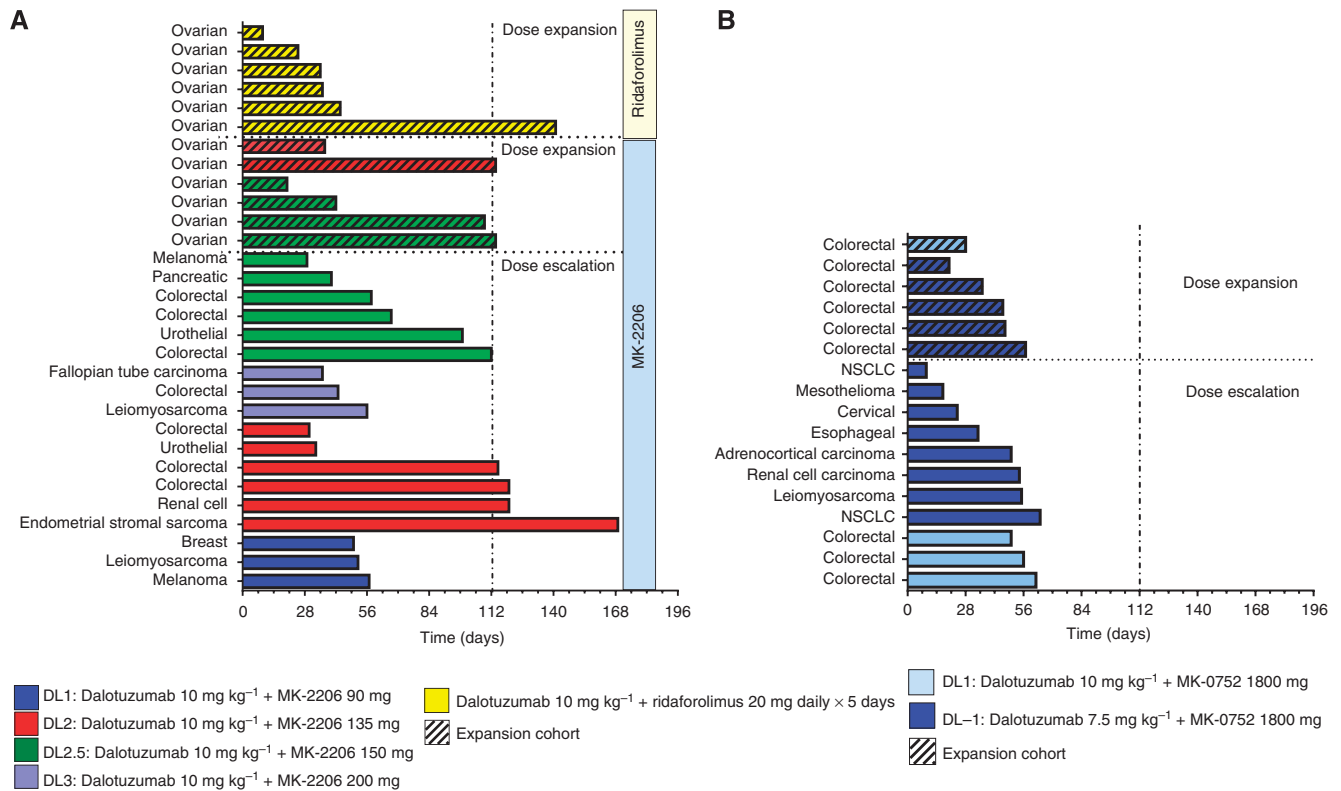 A
Ovarian
Ovarian
Ovarian
Ovarian
Ovarian
Ovarian
Ovarian
Ovarian
Ovarian
Ovarian
Ovarian
Ovarian
Melanoma
Pancreatic
Colorectal
Colorectal
Urothelial
Colorectal
Fallopian tube carcinoma
Colorectal
Leiomyosarcoma
Colorectal
Urothelial
Colorectal
Colorectal
Renal cell
Endometrial stromal sarcoma
Breast
Leiomyosarcoma
Melanoma
Dose expansion
Dose expansion
Dose escalation
Ridaforolimus
MK-2206
0 28 56 84 112 140 168 196
Time (days)
DL1: Dalotuzumab 10 mg kg⁻¹ + MK-2206 90 mg
DL2: Dalotuzumab 10 mg kg⁻¹ + MK-2206 135 mg
DL2.5: Dalotuzumab 10 mg kg⁻¹ + MK-2206 150 mg
DL3: Dalotuzumab 10 mg kg⁻¹ + MK-2206 200 mg
Dalotuzumab 10 mg kg⁻¹ + ridaforolimus 20 mg daily × 5 days
Expansion cohort
B
Colorectal
Colorectal
Colorectal
Colorectal
Colorectal
Colorectal
NSCLC
Mesothelioma
Cervical
Esophageal
Adrenocortical carcinoma
Renal cell carcinoma
Leiomyosarcoma
NSCLC
Colorectal
Colorectal
Colorectal
Dose expansion
Dose escalation
0 28 56 84 112 140 168 196
Time (days)
DL1: Dalotuzumab 10 mg kg⁻¹ + MK-0752 1800 mg
DL–1: Dalotuzumab 7.5 mg kg⁻¹ + MK-0752 1800 mg
Expansion cohort